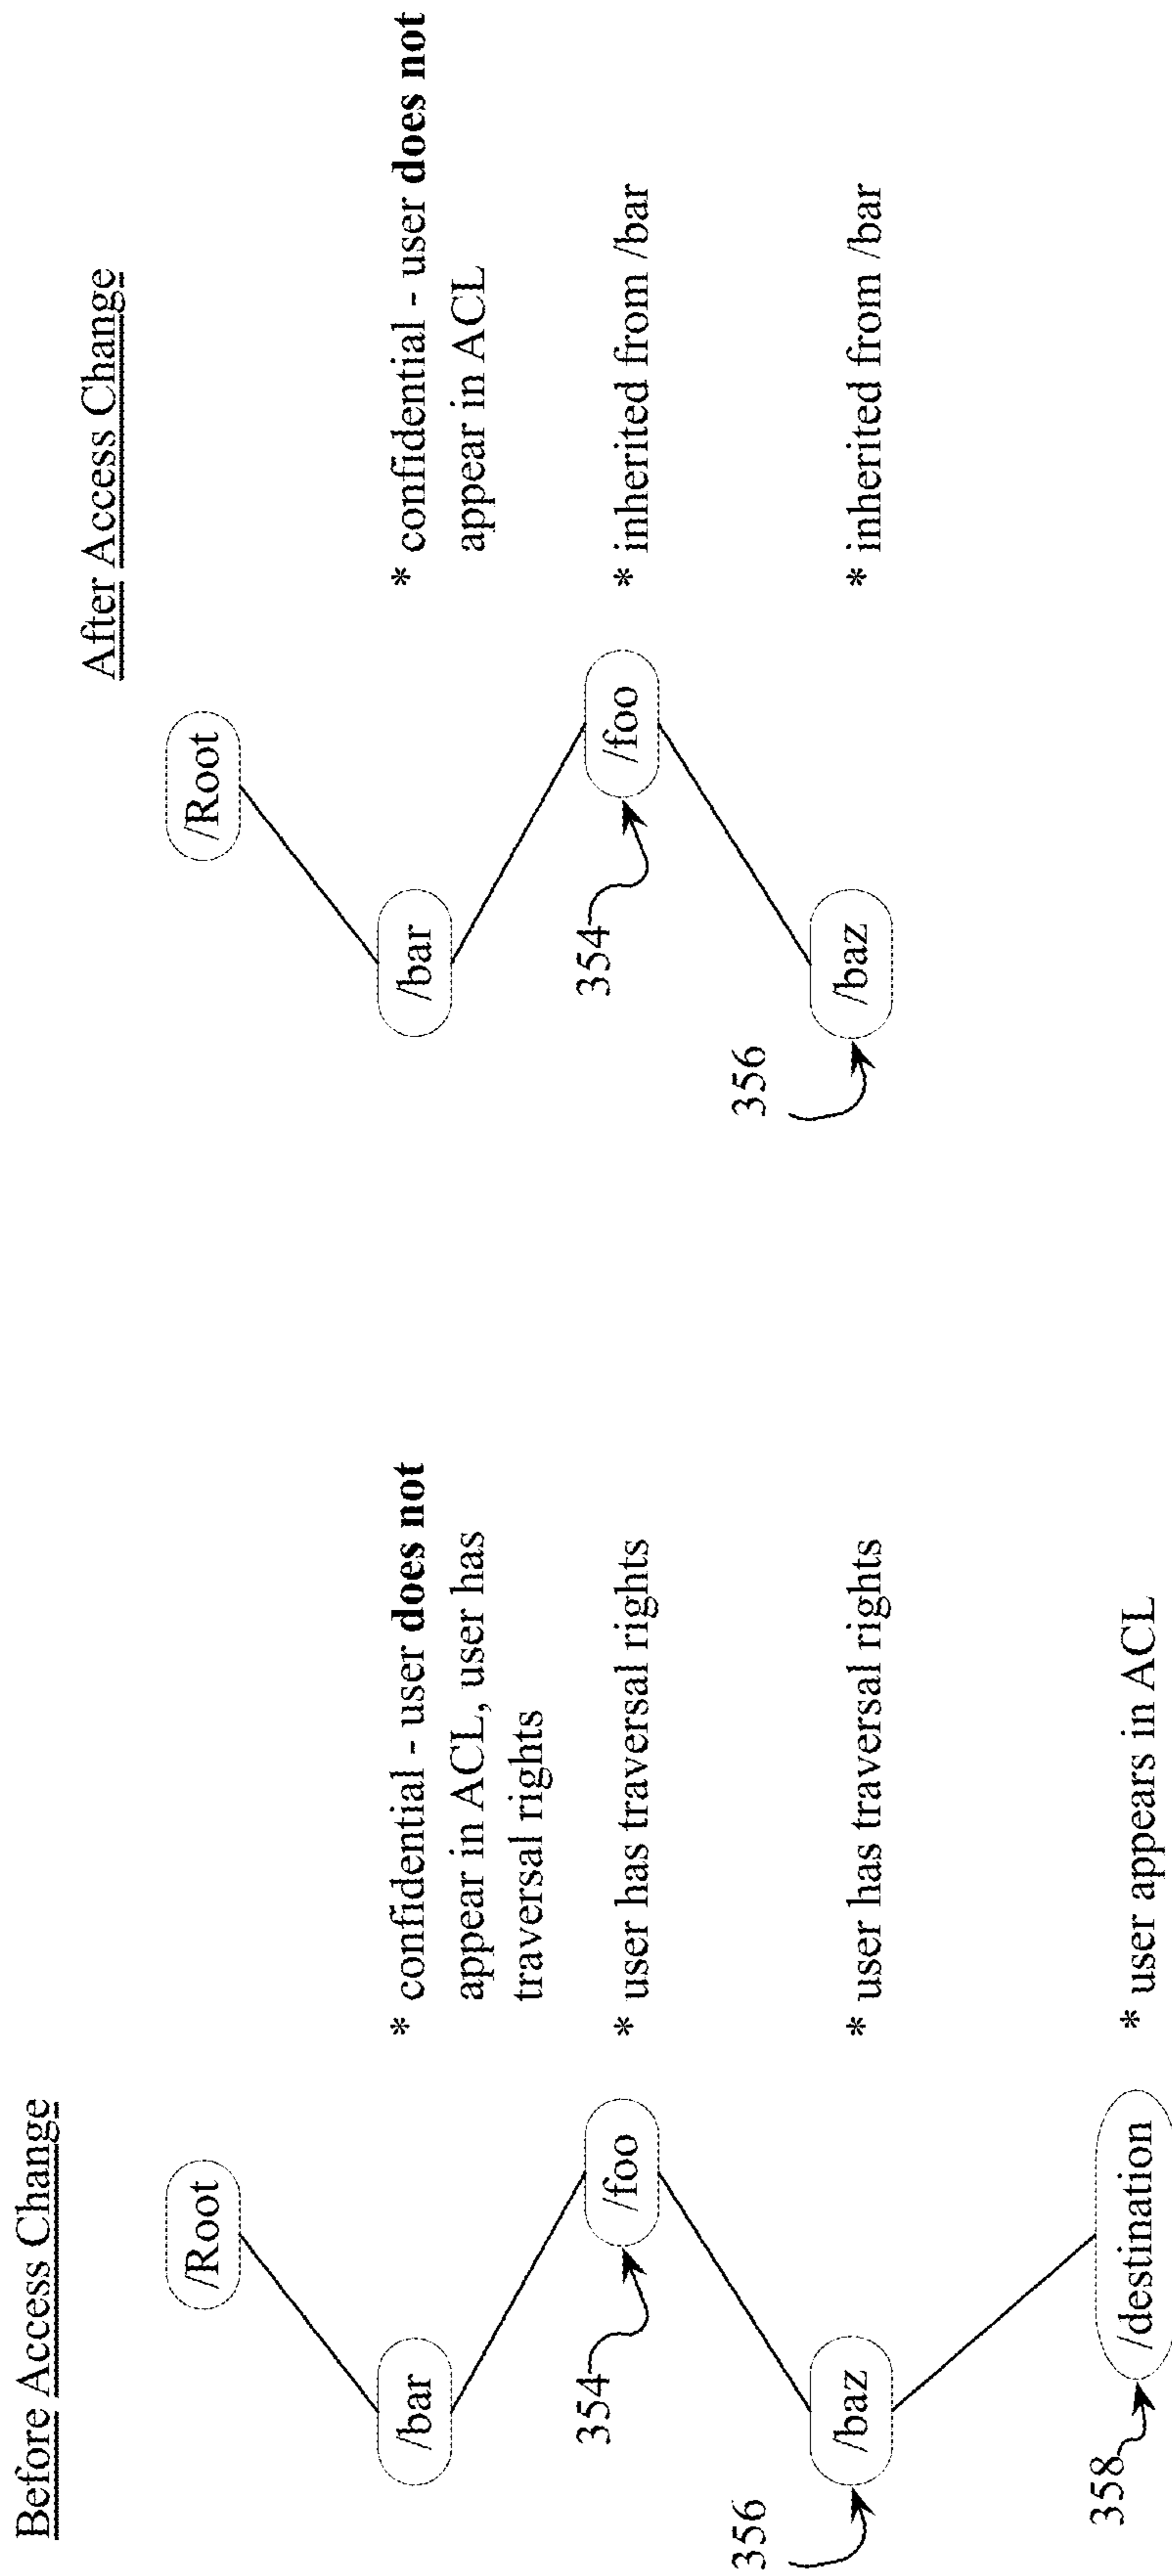 Before Access Change
/Root
/bar
* confidential - user does not
appear in ACL, user has
traversal rights
354
/foo
* user has traversal rights
356
/baz
* user has traversal rights
358
/destination
* user appears in ACL
After Access Change
/Root
/bar
* confidential - user does not
appear in ACL
354
/foo
* inherited from /bar
356
/baz
* inherited from /bar